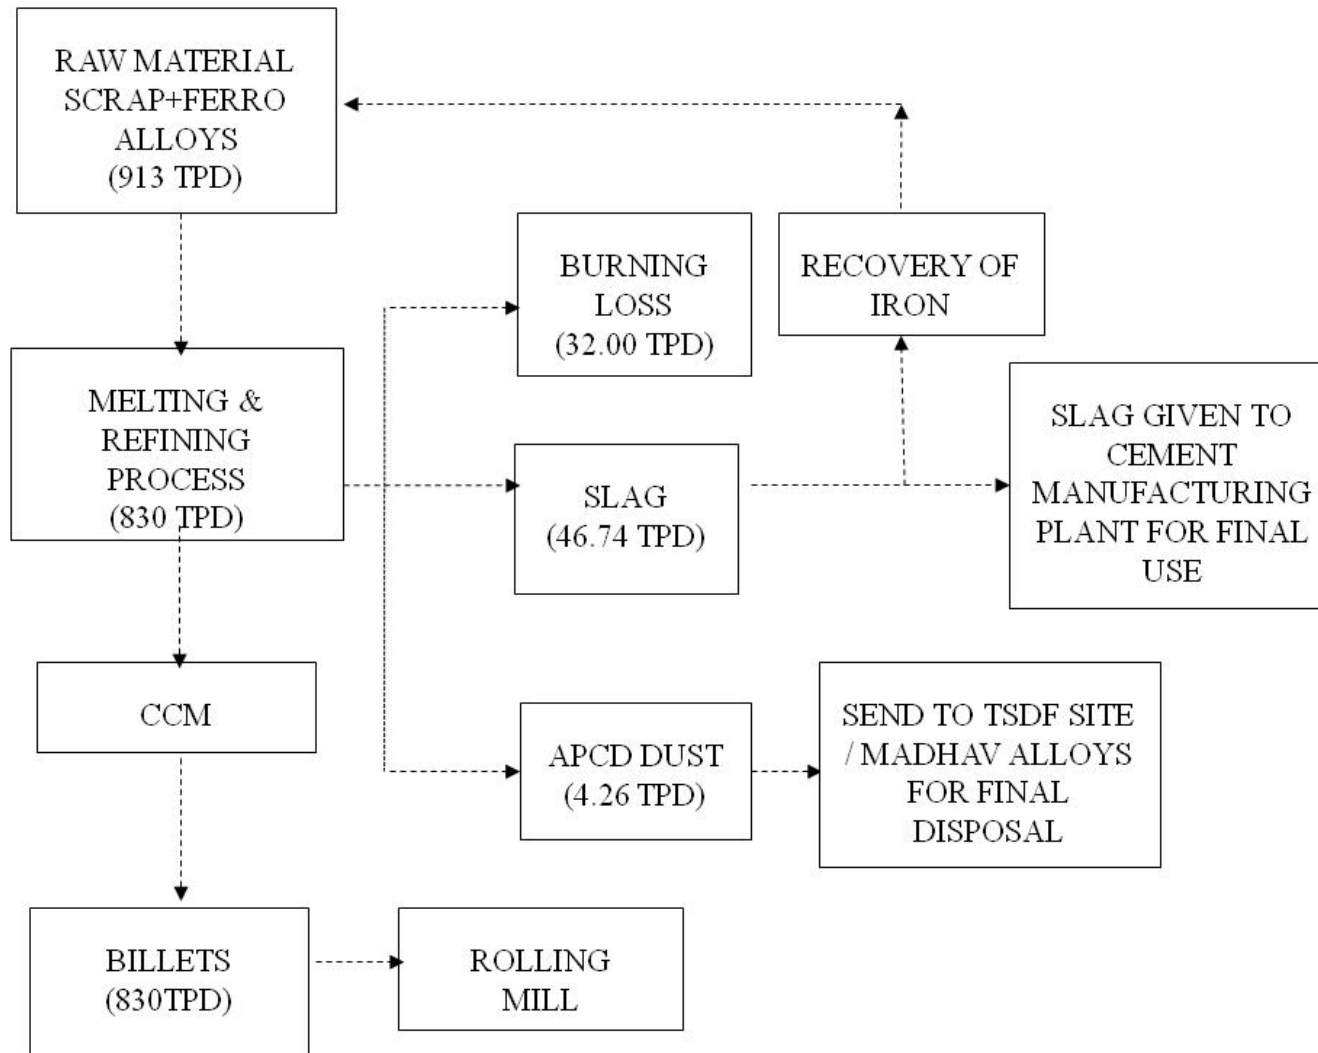 RAW MATERIAL
SCRAP+FERRO
ALLOYS
(913 TPD)
BURNING
LOSS
(32.00 TPD)
RECOVERY OF
IRON
MELTING &
REFINING
PROCESS
(830 TPD)
SLAG
(46.74 TPD)
SLAG GIVEN TO
CEMENT
MANUFACTURING
PLANT FOR FINAL
USE
CCM
APCD DUST
(4.26 TPD)
SEND TO TSDF SITE
/ MADHAV ALLOYS
FOR FINAL
DISPOSAL
BILLETS
(830TPD)
ROLLING
MILL